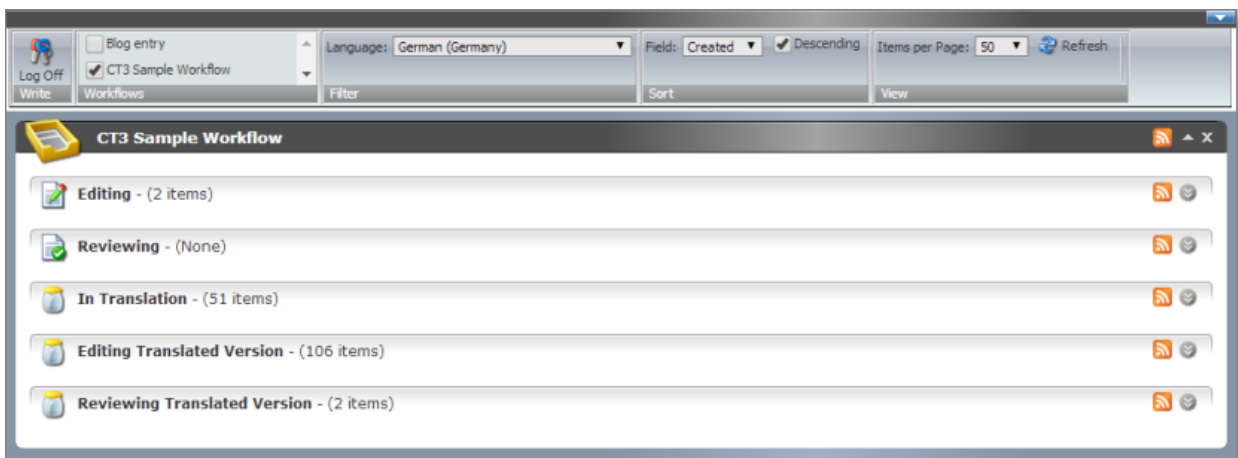 Log Off
Write
Blog entry
CT3 Sample Workflow
Workflows
Language: German (Germany)
Filter
Field: Created Descending
Sort
Items per Page: 50 Refresh
View
CT3 Sample Workflow
Editing - (2 items)
Reviewing - (None)
In Translation - (51 items)
Editing Translated Version - (106 items)
Reviewing Translated Version - (2 items)